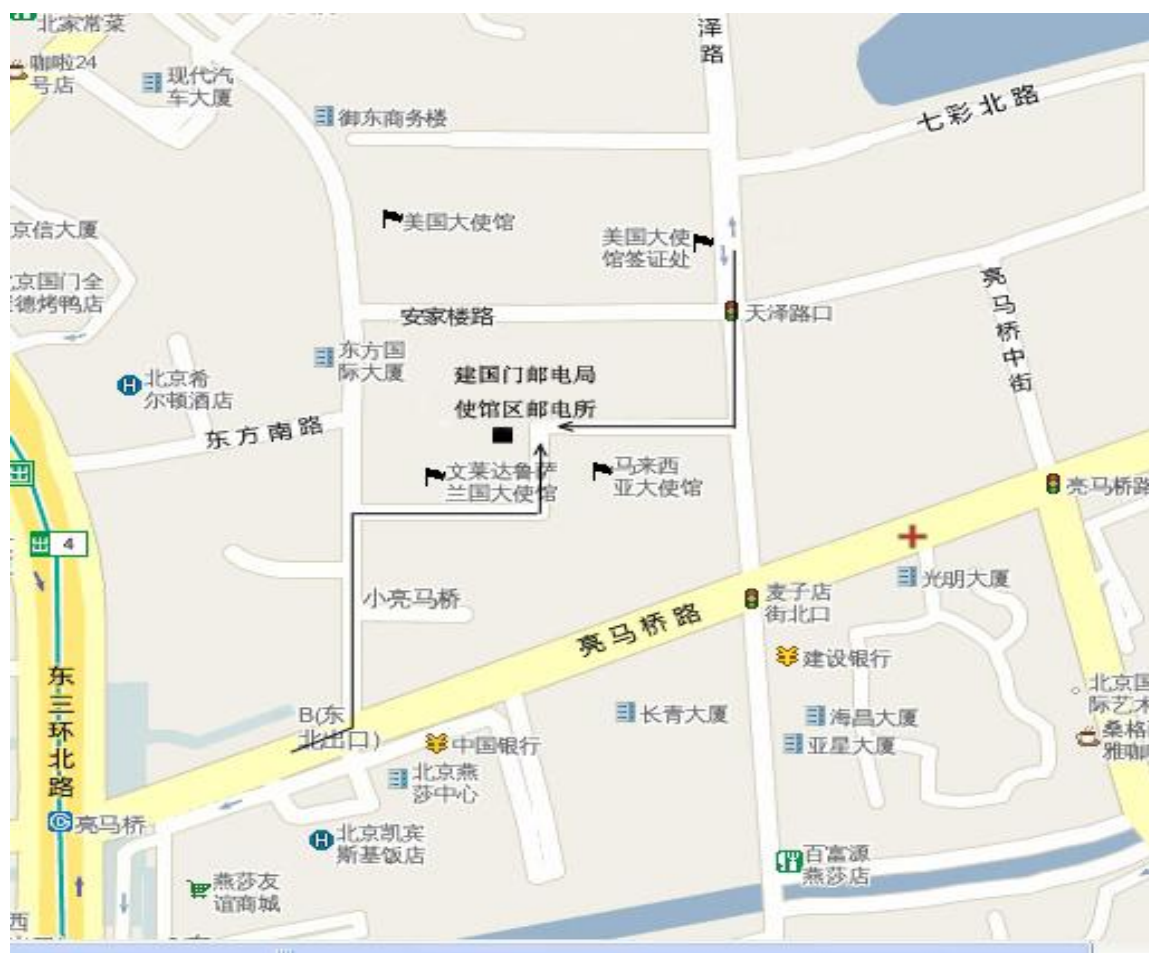 北家常菜
咖啦24
号店
现代汽
车大厦
御东商务楼
泽
路
七彩北路
美国大使馆
美国大使
馆签证处
京信大厦
京国门全
德烤鸭店
安家楼路
天泽路口
亮马桥中街
东方国
际大厦
北京希
尔顿酒店
东方南路
建国门邮电局
使馆区邮电所
文莱达鲁萨
兰国大使馆
马来西
亚大使馆
亮马桥路
4
光明大厦
小亮马桥
麦子店
街北口
亮马桥路
建设银行
东三环北路
B(东
北出口)
中国银行
长青大厦
海昌大厦
亚星大厦
北京国
际艺术
桑格
雅咖
北京燕
莎中心
亮马桥
北京凯宾
斯基饭店
百富源
燕莎店
燕莎友
谊商城
西